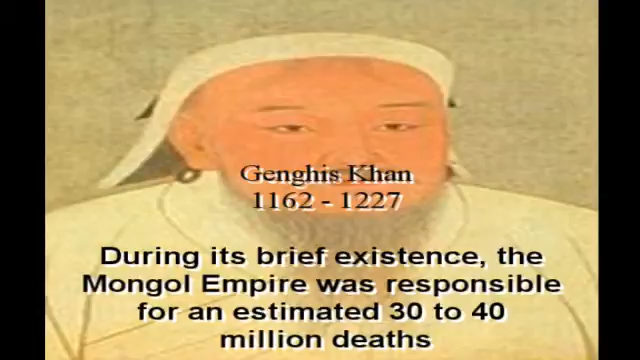 Genghis Khan
1162 - 1227
During its brief existence, the
Mongol Empire was responsible
for an estimated 30 to 40
million deaths